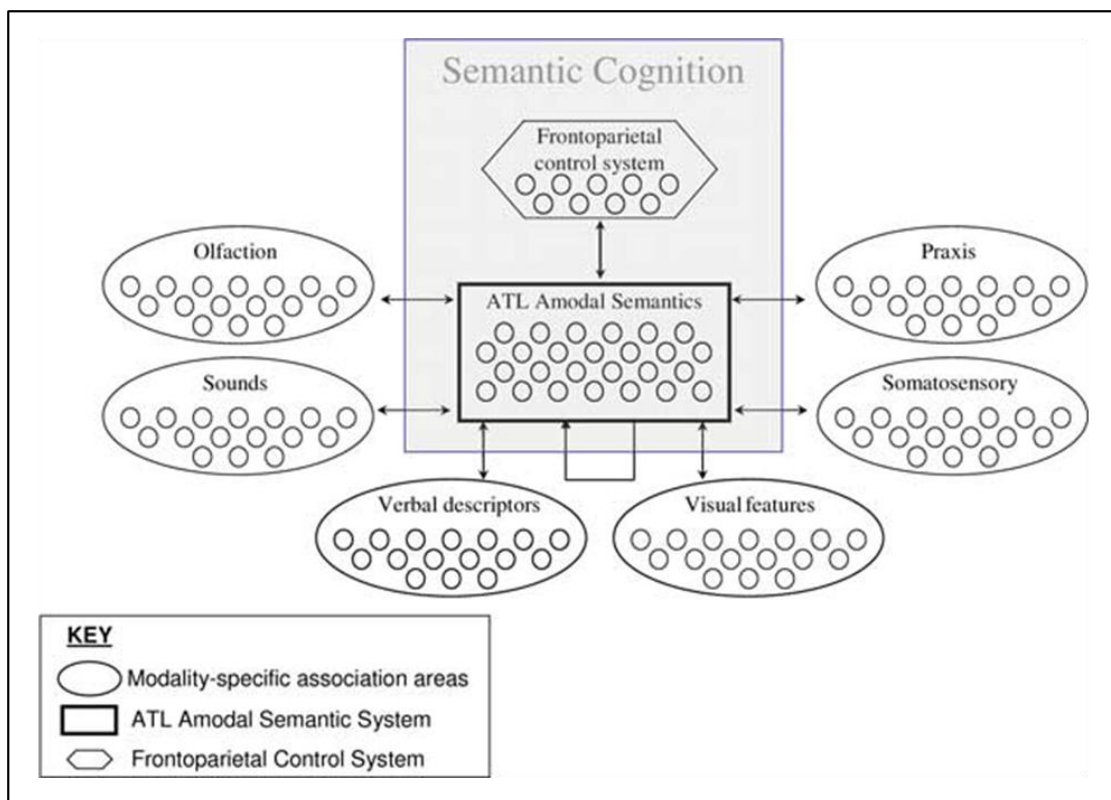 Semantic Cognition
Frontoparietal
control system
Olfaction
Praxis
ATL Amodal Semantics
Sounds
Somatosensory
Verbal descriptors
Visual features
KEY
Modality-specific association areas
ATL Amodal Semantic System
Frontoparietal Control System